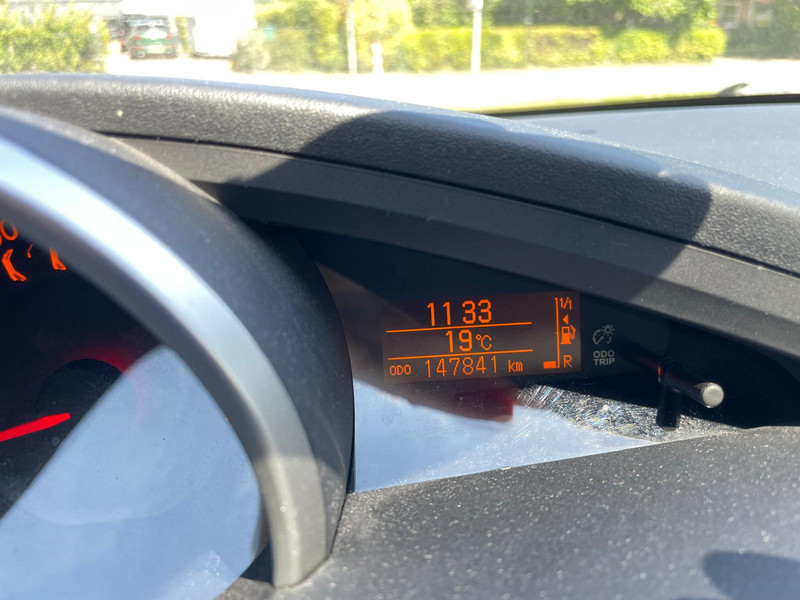 11 33
1/1
19°C
ODO 147841 km
R
ODO
TRIP